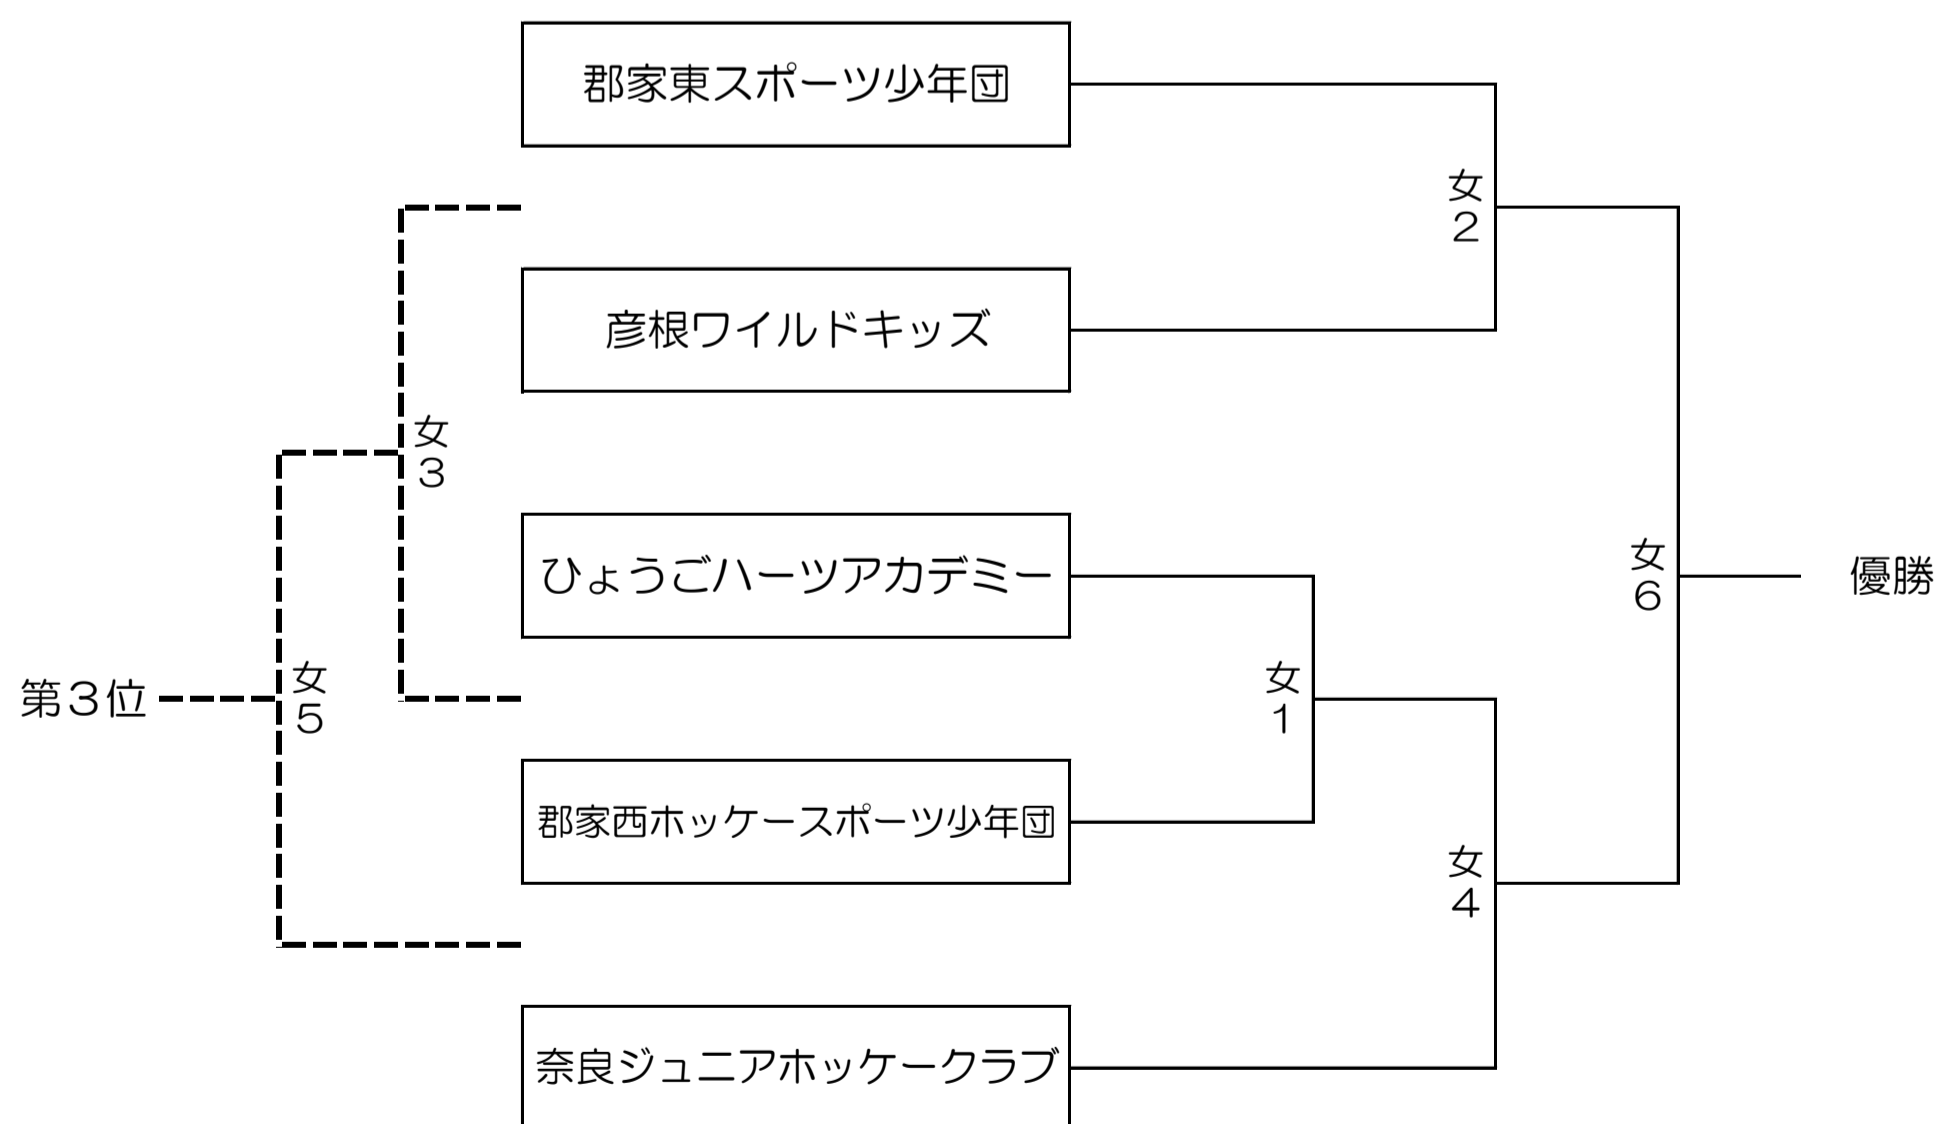 郡家東スポーツ少年団
女2
彦根ワイルドキッズ
女3
ひょうごハーツアカデミー
女6
優勝
第3位
女5
女1
郡家西ホッケースポーツ少年団
女4
奈良ジュニアホッケークラブ